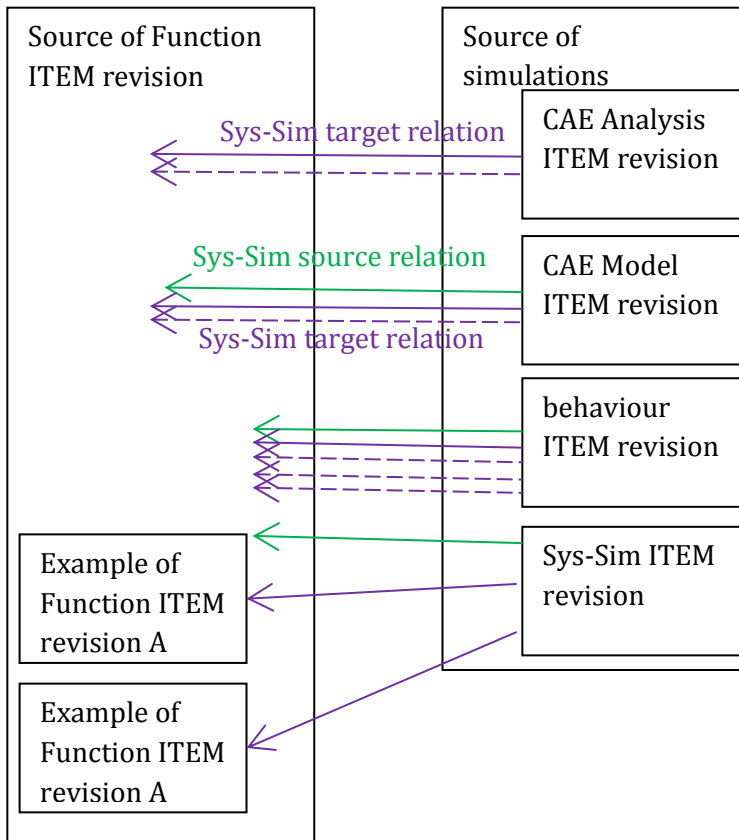 Source of Function
ITEM revision
Source of
simulations
Sys-Sim target relation
CAE Analysis
ITEM revision
Sys-Sim source relation
CAE Model
ITEM revision
Sys-Sim target relation
behaviour
ITEM revision
Sys-Sim ITEM
revision
Example of
Function ITEM
revision A
Example of
Function ITEM
revision A